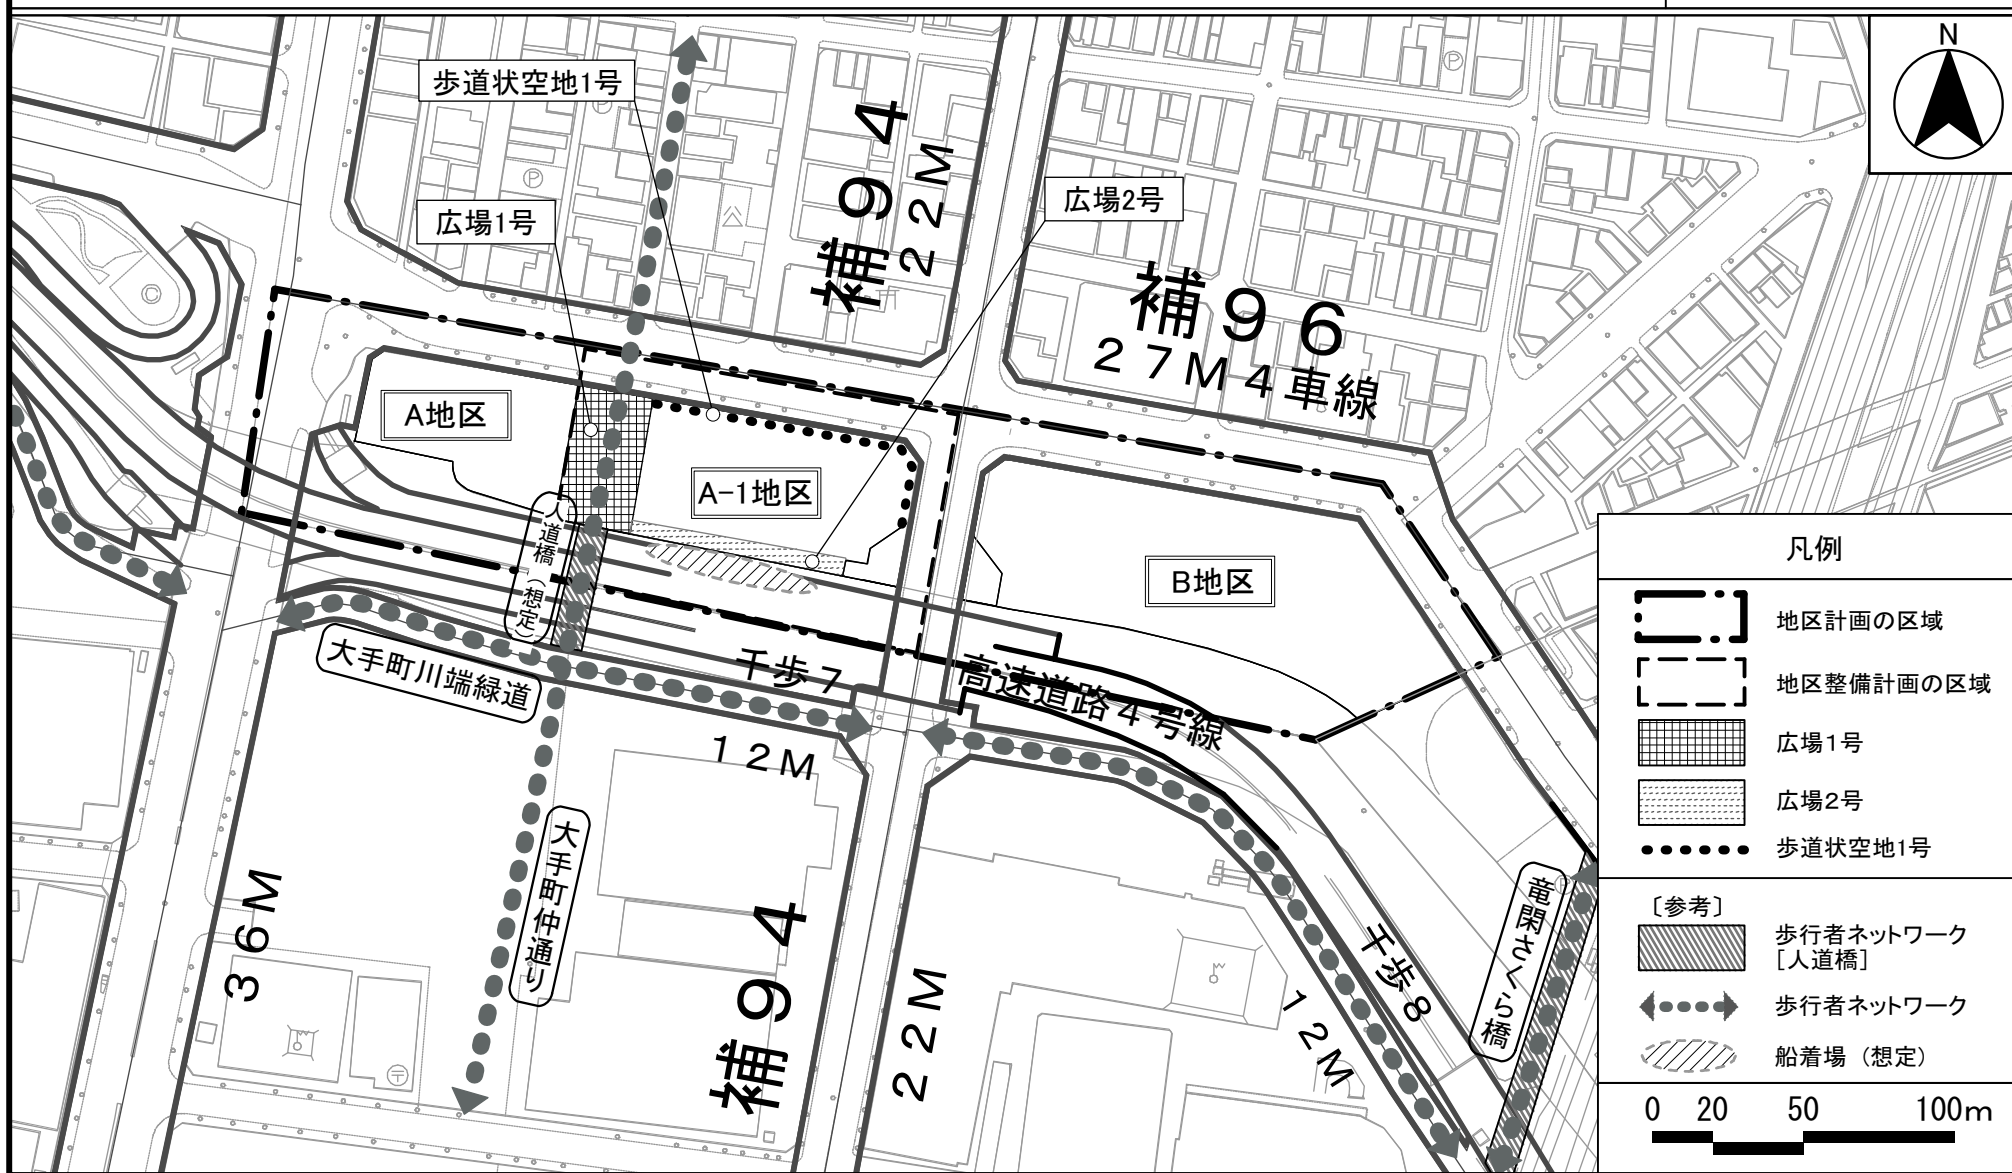 N
歩道状空地1号
広場1号
広場2号
補94
22M
補96
27M4車線
A地区
A-1地区
B地区
人道橋（想定）
大手町川端緑道
千歩7
高速道路4号線
12M
大手町仲通り
36M
補94
22M
千歩8
12M
竜閑さくら橋
P
P
P
凡例
地区計画の区域
地区整備計画の区域
広場1号
広場2号
歩道状空地1号
〔参考〕
歩行者ネットワーク
[人道橋]
歩行者ネットワーク
船着場（想定）
0 20 50 100m